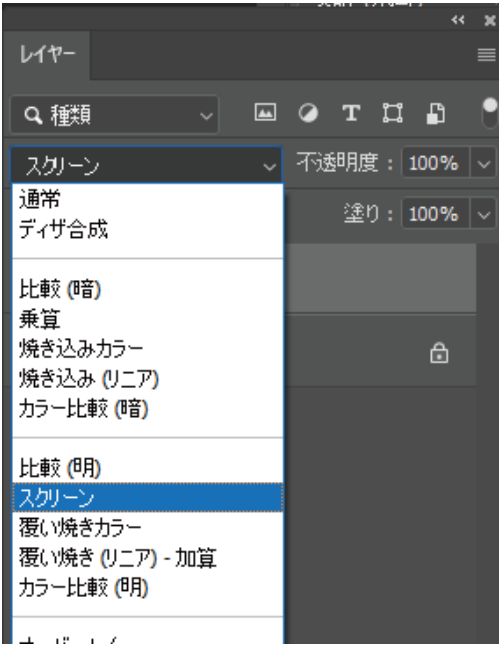 レイヤー
種類
スクリーン 不透明度： 100%
通常
塗り： 100%
ディザ合成
比較 (暗)
乗算
焼き込みカラー
焼き込み (リニア)
カラー比較 (暗)
比較 (明)
スクリーン
覆い焼きカラー
覆い焼き (リニア) - 加算
カラー比較 (明)